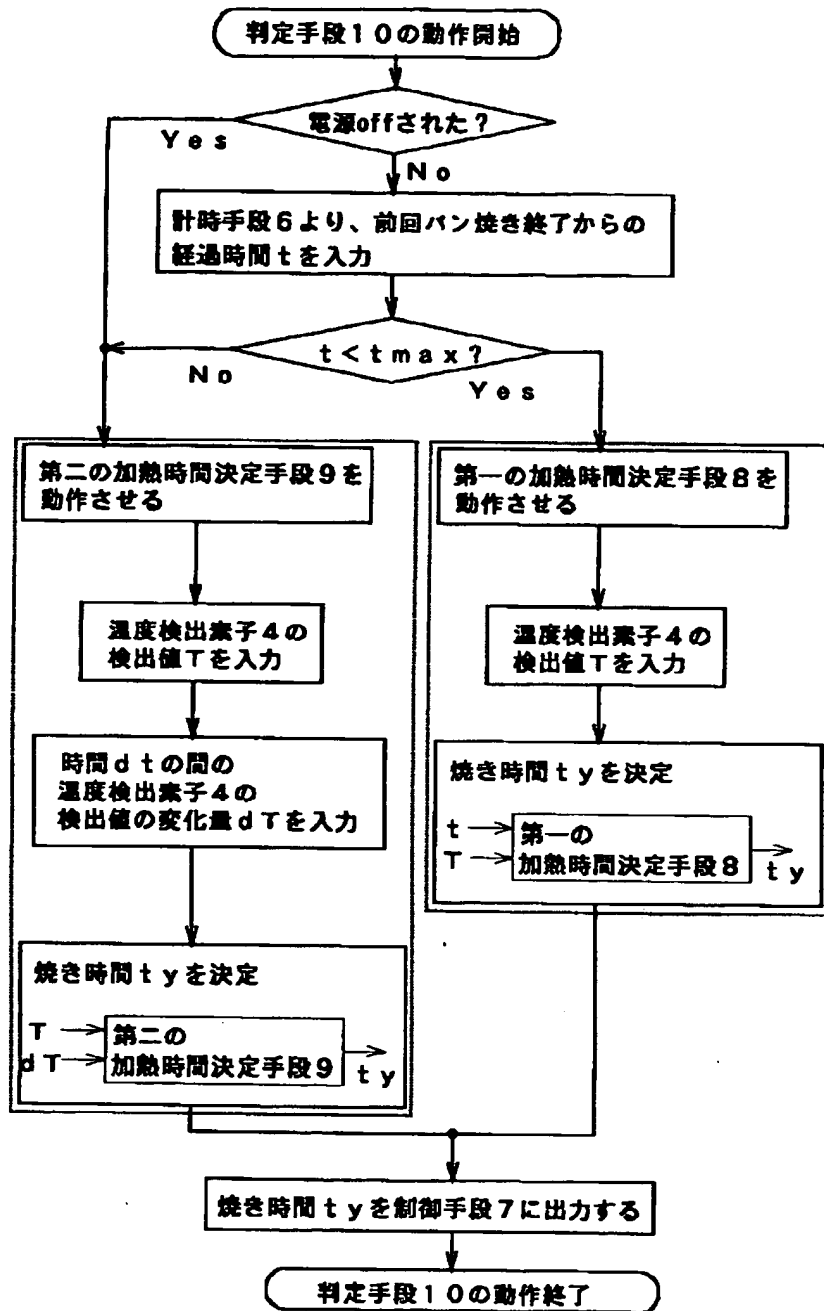 判定手段10の動作開始
電源offされた?
Yes
No
計時手段6より、前回パン焼き終了からの
経過時間tを入力
t<tmax?
No
Yes
第二の加熱時間決定手段9を
動作させる
温度検出素子4の
検出値Tを入力
時間dtの間の
温度検出素子4の
検出値の変化量dTを入力
焼き時間tyを決定
T
dT
第二の
加熱時間決定手段9
ty
第一の加熱時間決定手段8を
動作させる
温度検出素子4の
検出値Tを入力
焼き時間tyを決定
t
T
第一の
加熱時間決定手段8
ty
焼き時間tyを制御手段7に出力する
判定手段10の動作終了